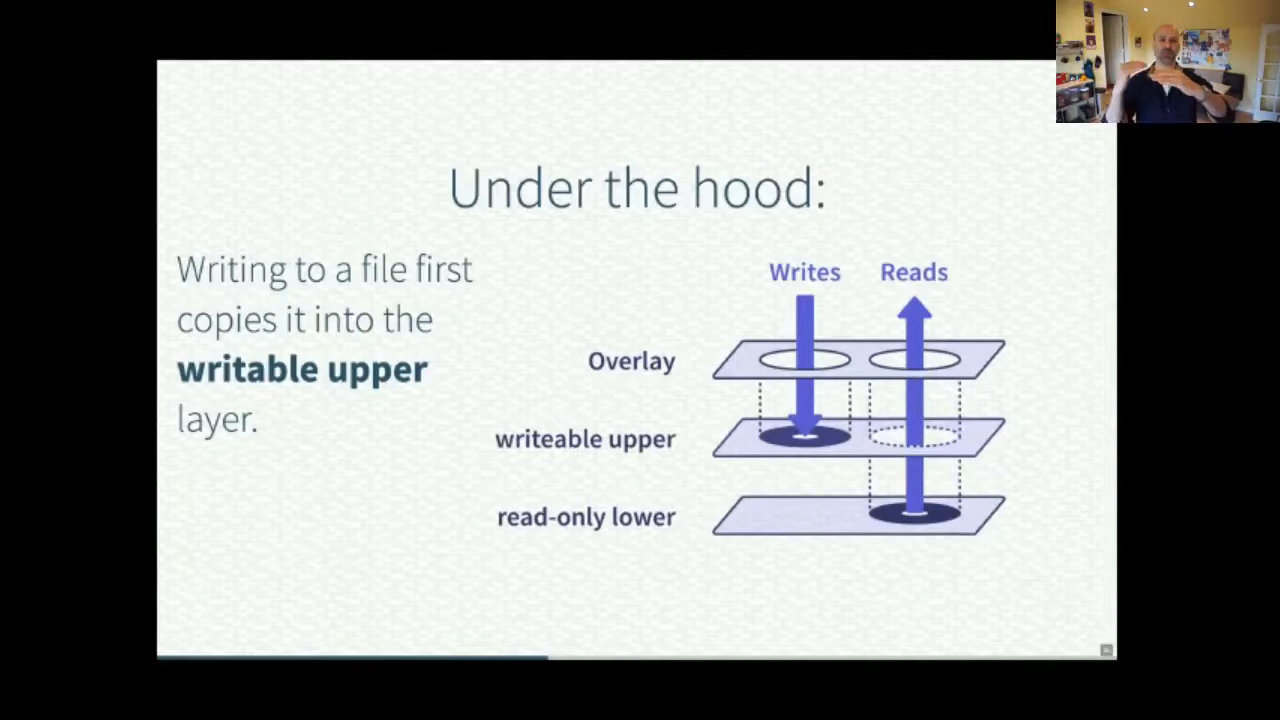 Under the hood:
Writing to a file first
copies it into the
writable upper
layer.
Writes Reads
Overlay
writeable upper
read-only lower